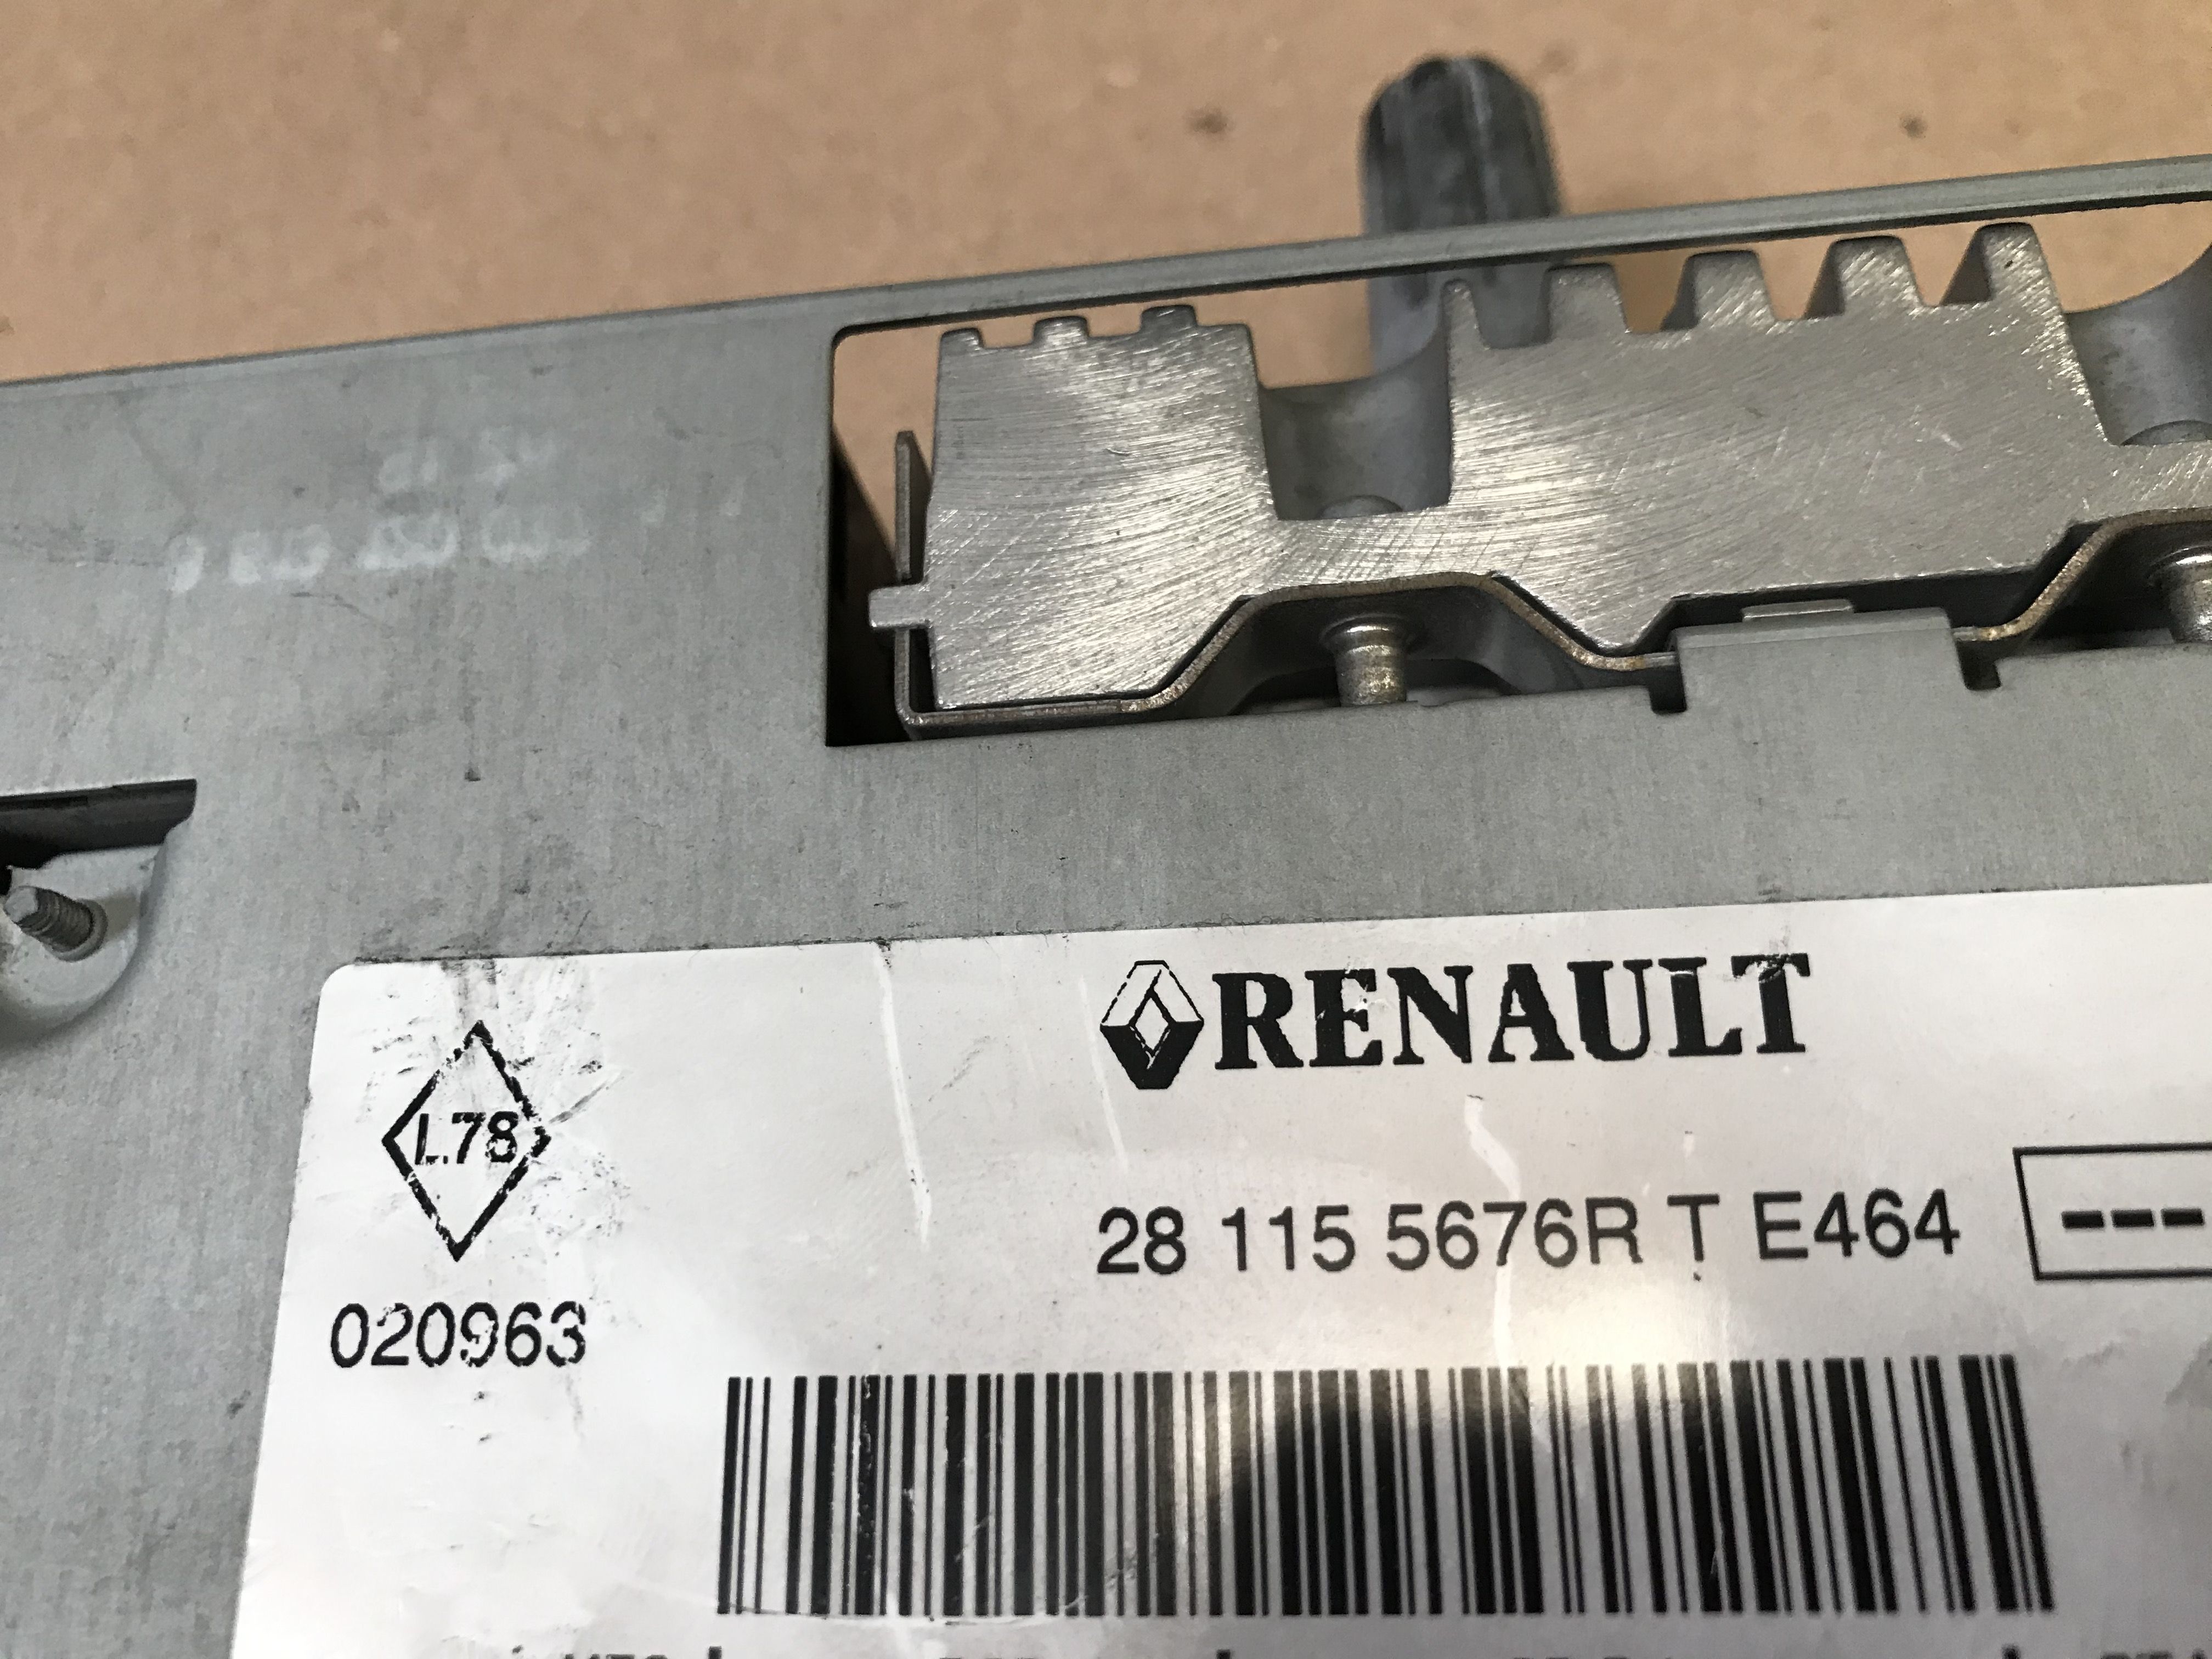 RENAULT
L78
28 115 5676R T E464
---
020963